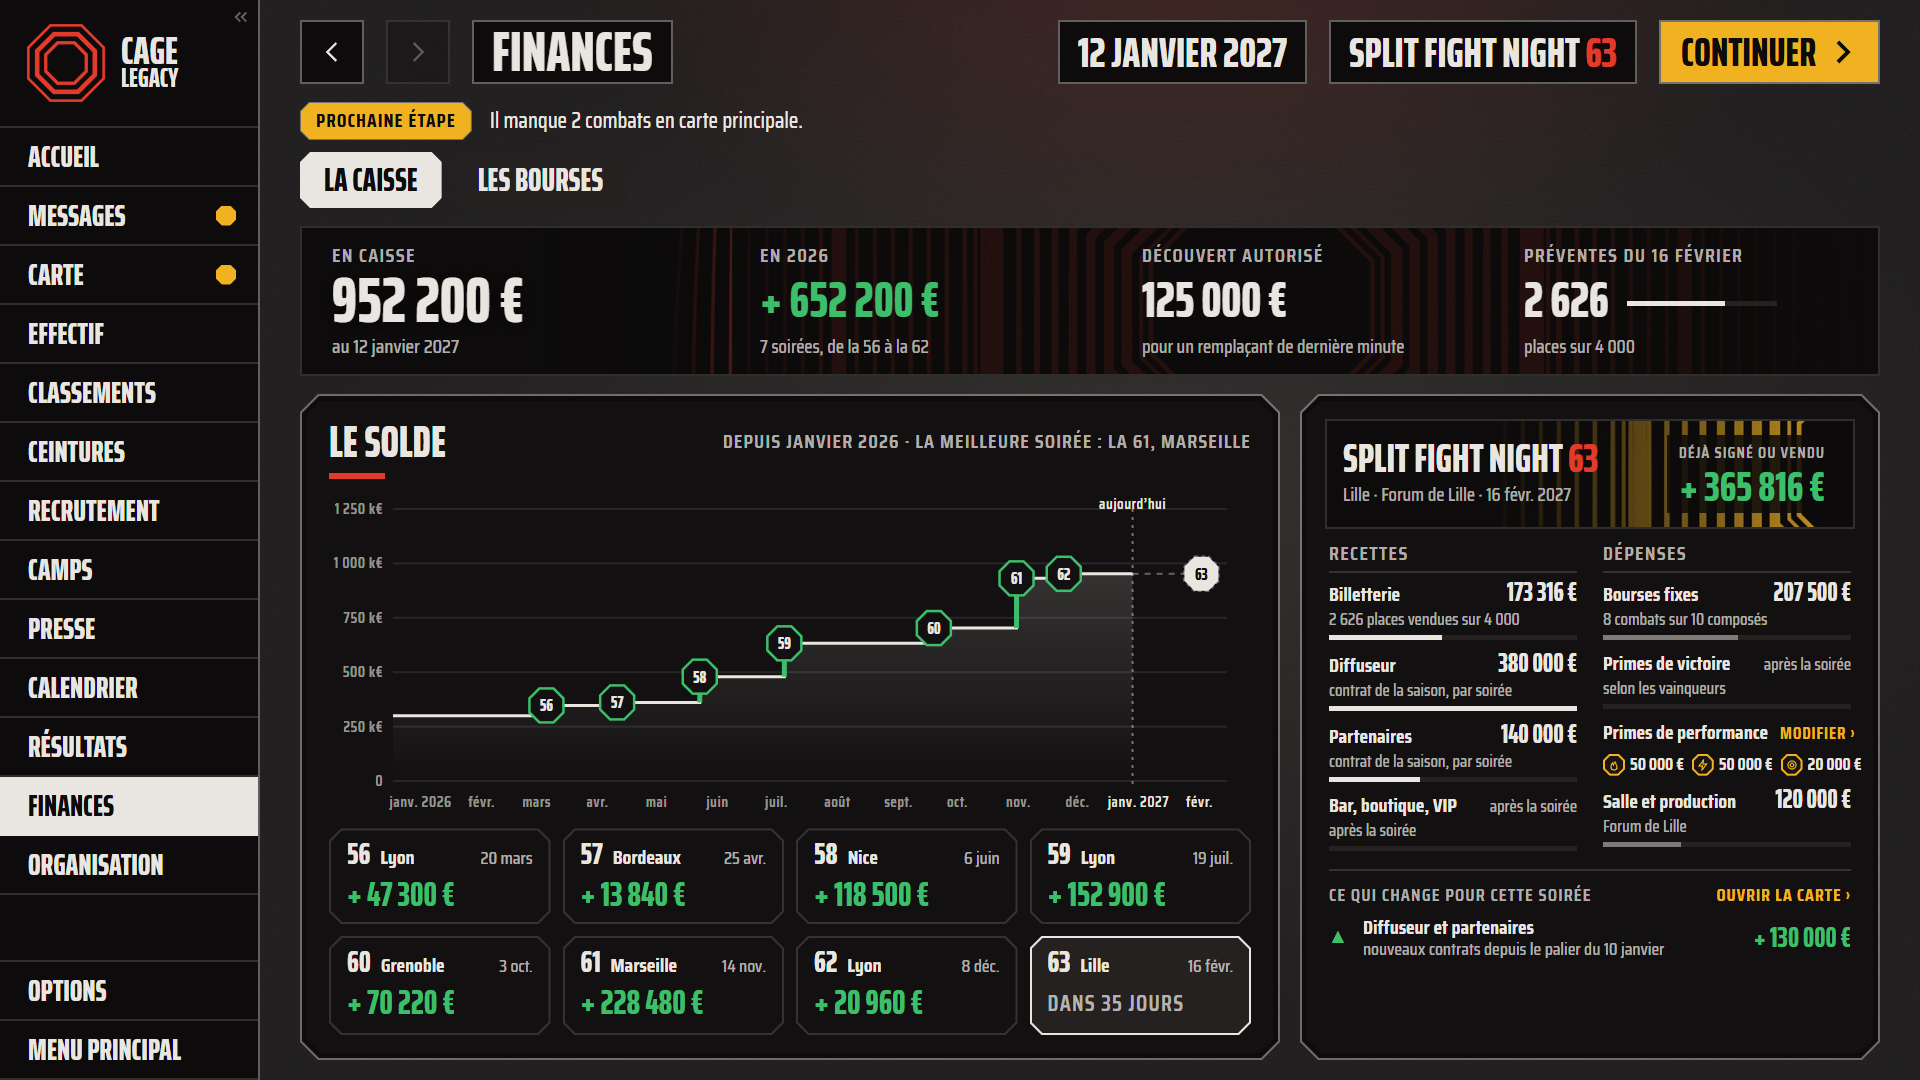 «
CAGE
LEGACY
ACCUEIL
MESSAGES
CARTE
EFFECTIF
CLASSEMENTS
CEINTURES
RECRUTEMENT
CAMPS
PRESSE
CALENDRIER
RÉSULTATS
FINANCES
ORGANISATION
OPTIONS
MENU PRINCIPAL
FINANCES
12 JANVIER 2027
SPLIT FIGHT NIGHT 63
CONTINUER
PROCHAINE ÉTAPE
Il manque 2 combats en carte principale.
LA CAISSE
LES BOURSES
EN CAISSE
952 200 €
au 12 janvier 2027
EN 2026
+ 652 200 €
7 soirées, de la 56 à la 62
DÉCOUVERT AUTORISÉ
125 000 €
pour un remplaçant de dernière minute
PRÉVENTES DU 16 FÉVRIER
2 626
places sur 4 000
LE SOLDE
DEPUIS JANVIER 2026 · LA MEILLEURE SOIRÉE : LA 61, MARSEILLE
aujourd'hui
1 250 k€
1 000 k€
750 k€
500 k€
250 k€
0
56
57
58
59
60
61
62
63
janv. 2026 févr. mars avr. mai juin juil. août sept. oct. nov. déc. janv. 2027 févr.
56 Lyon 20 mars
+ 47 300 €
57 Bordeaux 25 avr.
+ 13 840 €
58 Nice 6 juin
+ 118 500 €
59 Lyon 19 juil.
+ 152 900 €
60 Grenoble 3 oct.
+ 70 220 €
61 Marseille 14 nov.
+ 228 480 €
62 Lyon 8 déc.
+ 20 960 €
63 Lille 16 févr.
DANS 35 JOURS
SPLIT FIGHT NIGHT 63
Lille · Forum de Lille · 16 févr. 2027
DÉJÀ SIGNÉ OU VENDU
+ 365 816 €
RECETTES
Billetterie 173 316 €
2 626 places vendues sur 4 000
Diffuseur 380 000 €
contrat de la saison, par soirée
Partenaires 140 000 €
contrat de la saison, par soirée
Bar, boutique, VIP après la soirée
après la soirée
DÉPENSES
Bourses fixes 207 500 €
8 combats sur 10 composés
Primes de victoire après la soirée
selon les vainqueurs
Primes de performance MODIFIER ›
50 000 € 50 000 € 20 000 €
Salle et production 120 000 €
Forum de Lille
CE QUI CHANGE POUR CETTE SOIRÉE OUVRIR LA CARTE ›
▲ Diffuseur et partenaires + 130 000 €
nouveaux contrats depuis le palier du 10 janvier